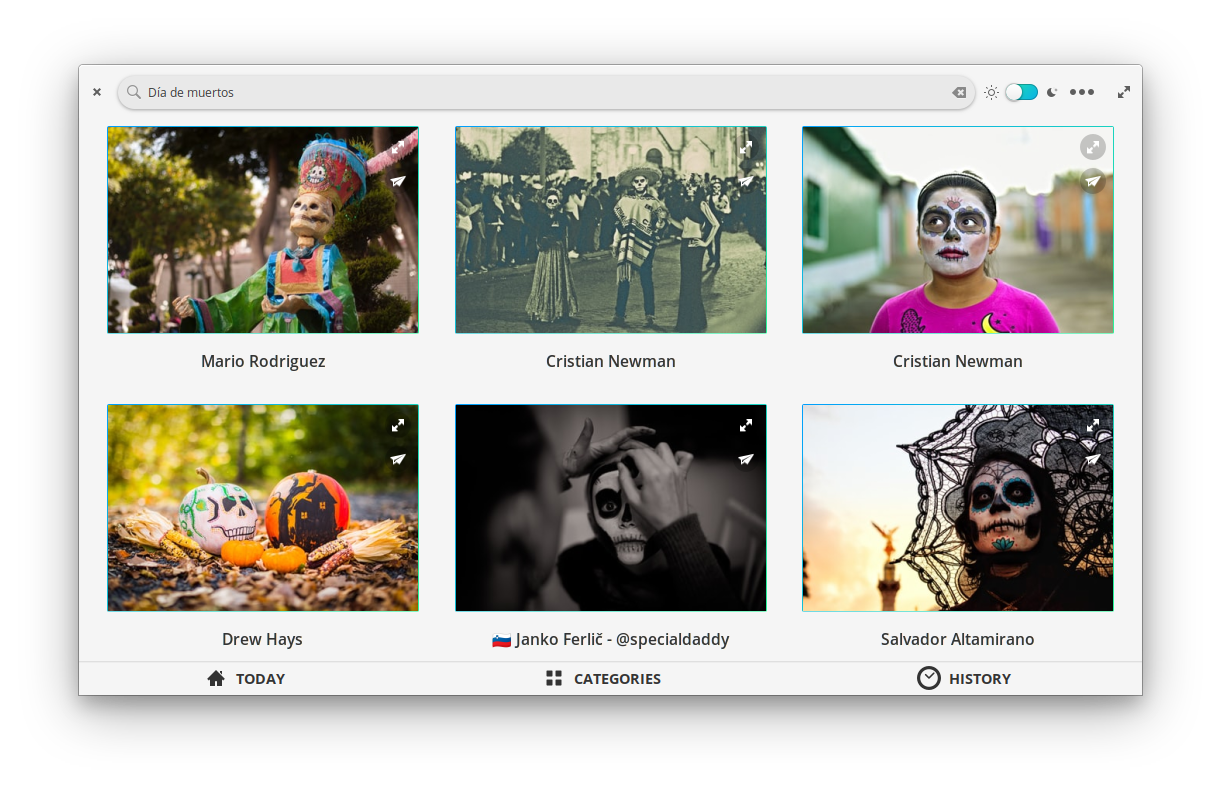 Día de muertos
Mario Rodriguez
Cristian Newman
Cristian Newman
Drew Hays
🇸🇮 Janko Ferlič - @specialdaddy
Salvador Altamirano
TODAY
CATEGORIES
HISTORY